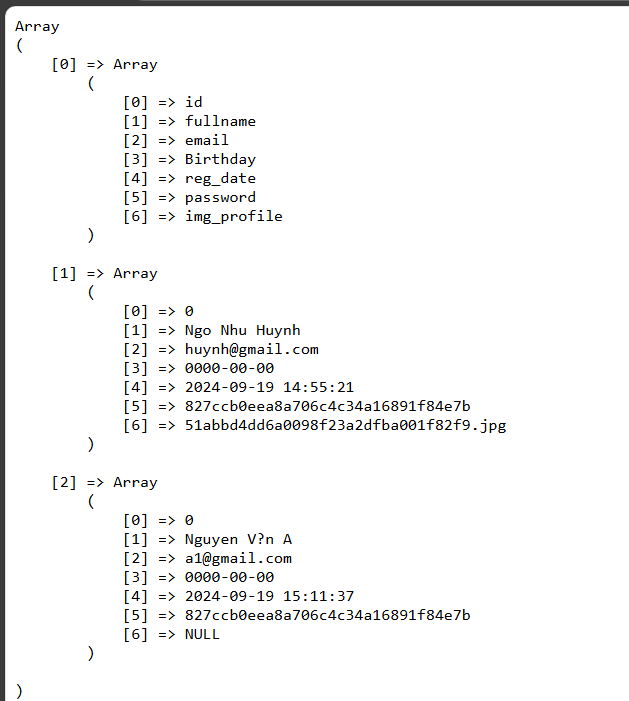 Array
(
    [0] => Array
        (
            [0] => id
            [1] => fullname
            [2] => email
            [3] => Birthday
            [4] => reg_date
            [5] => password
            [6] => img_profile
        )

    [1] => Array
        (
            [0] => 0
            [1] => Ngo Nhu Huynh
            [2] => huynh@gmail.com
            [3] => 0000-00-00
            [4] => 2024-09-19 14:55:21
            [5] => 827ccb0eea8a706c4c34a16891f84e7b
            [6] => 51abbd4dd6a0098f23a2dfba001f82f9.jpg
        )

    [2] => Array
        (
            [0] => 0
            [1] => Nguyen V?n A
            [2] => a1@gmail.com
            [3] => 0000-00-00
            [4] => 2024-09-19 15:11:37
            [5] => 827ccb0eea8a706c4c34a16891f84e7b
            [6] => NULL
        )

)